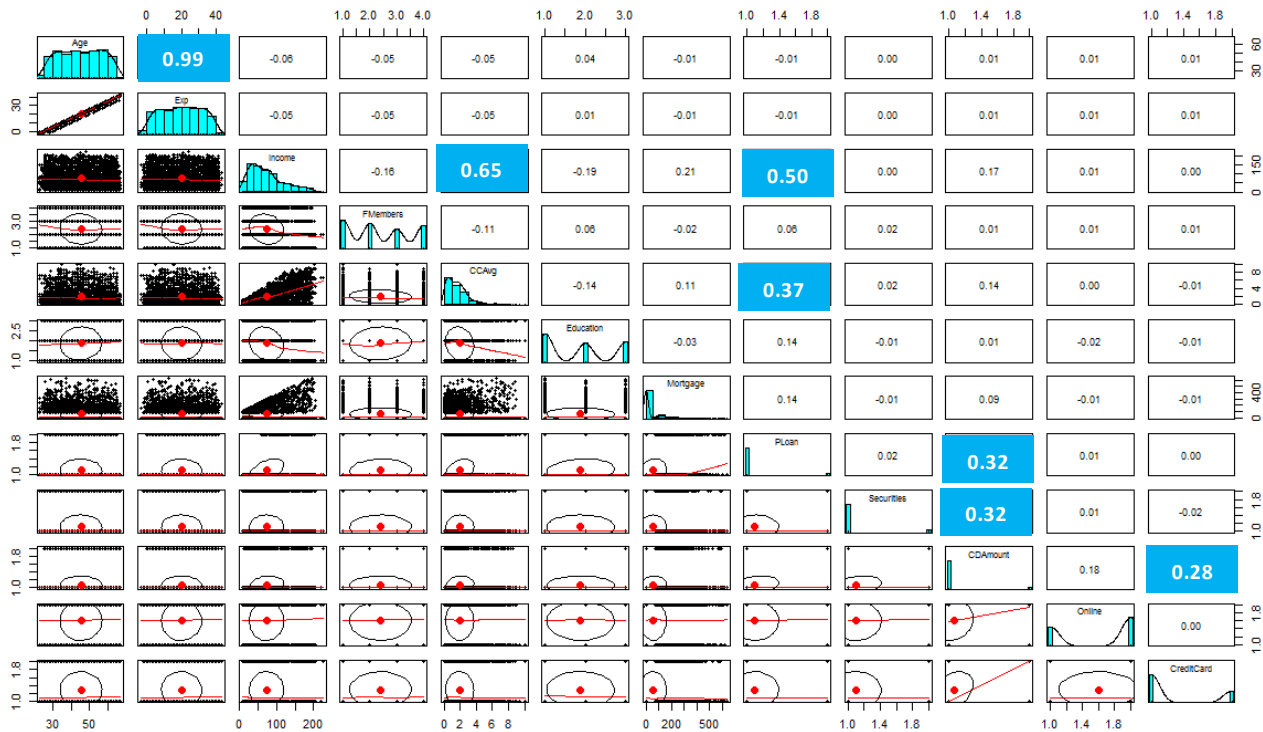 0 20 40 1.0 2.0 3.0 4.0 1.0 2.0 3.0 1.0 1.4 1.8 1.0 1.4 1.8 1.0 1.4 1.8
Age 0.99 -0.06 -0.05 -0.05 0.04 -0.01 -0.01 0.00 0.01 0.01 0.01 30 60
0 30 Exp -0.05 -0.05 -0.05 0.01 -0.01 -0.01 0.00 0.01 0.01 0.01
Income -0.16 0.65 -0.19 0.21 0.50 0.00 0.17 0.01 0.00 0 150
1.0 3.0 FMembers -0.11 0.06 -0.02 0.06 0.02 0.01 0.01 0.01
CCAvg -0.14 0.11 0.37 0.02 0.14 0.00 -0.01 0 4 8
1.0 2.5 Education -0.03 0.14 -0.01 0.01 -0.02 -0.01
Mortgage 0.14 -0.01 0.09 -0.01 -0.01 0 400
1.0 1.8 PLoan 0.02 0.32 0.01 0.00
Securities 0.32 0.01 -0.02 1.0 1.8
1.0 1.8 CDAmount 0.18 0.28
Online 0.00 1.0 1.8
1.0 1.8 CreditCard
30 50 0 100 200 0 2 4 6 8 0 200 500 1.0 1.4 1.8 1.0 1.4 1.8